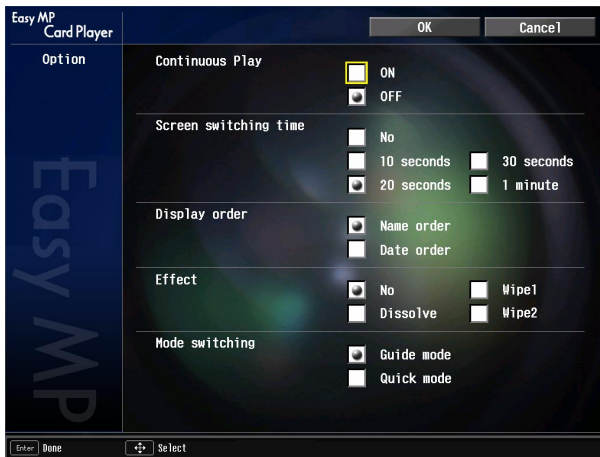 Easy MP
Card Player
OK
Cancel
Option
Continuous Play
ON
OFF
Screen switching time
No
10 seconds
30 seconds
20 seconds
1 minute
Display order
Name order
Date order
Effect
No
Wipe1
Dissolve
Wipe2
Mode switching
Guide mode
Quick mode
Easy MP
Enter Done
Select